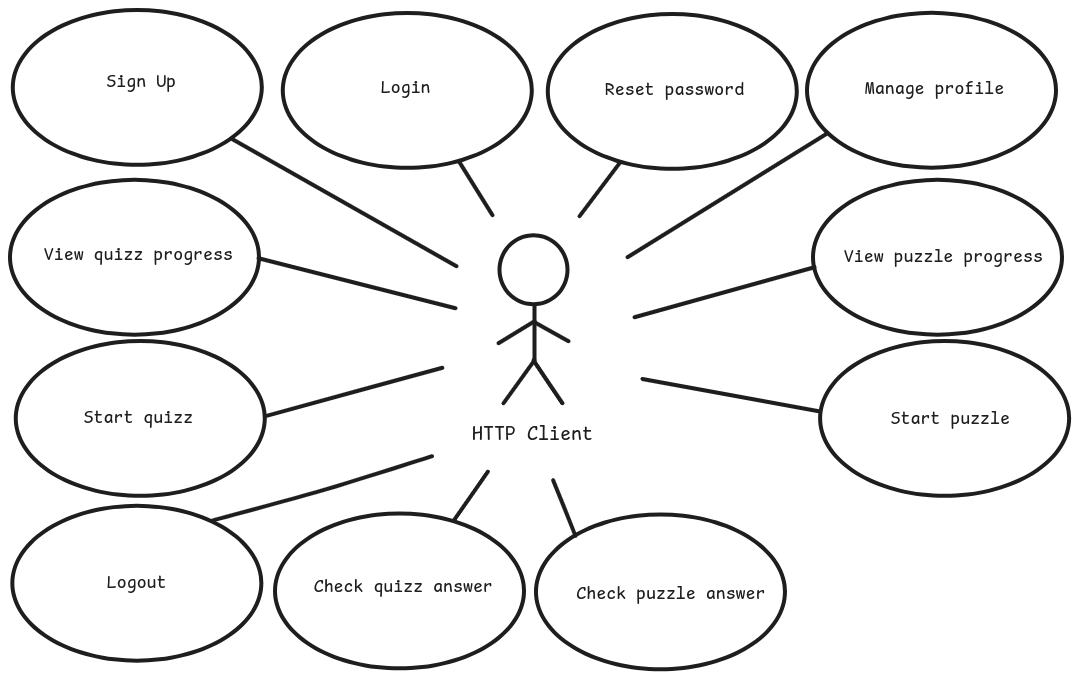 Sign Up
Login
Reset password
Manage profile
View quizz progress
View puzzle progress
Start quizz
Start puzzle
HTTP Client
Logout
Check quizz answer
Check puzzle answer